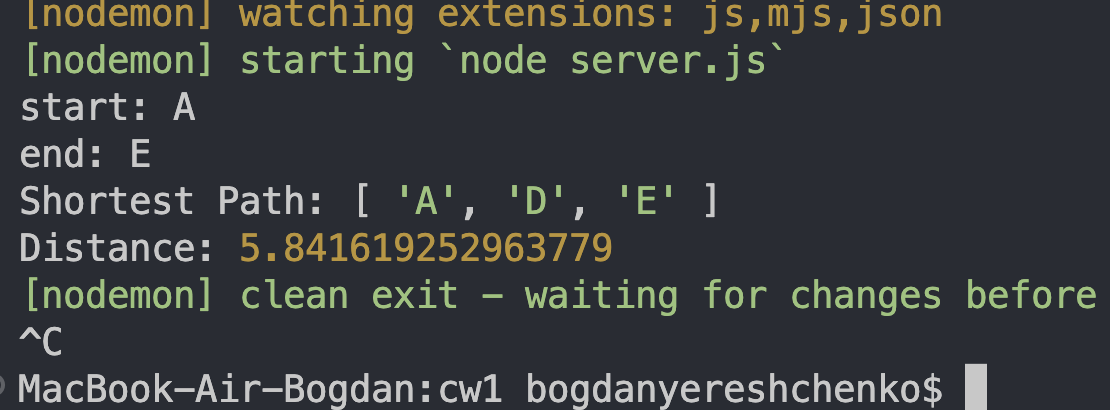 [nodemon] watching extensions: js,mjs,json
[nodemon] starting `node server.js`
start: A
end: E
Shortest Path: [ 'A', 'D', 'E' ]
Distance: 5.841619252963779
[nodemon] clean exit - waiting for changes before
^C
MacBook-Air-Bogdan:cw1 bogdanyereshchenko$